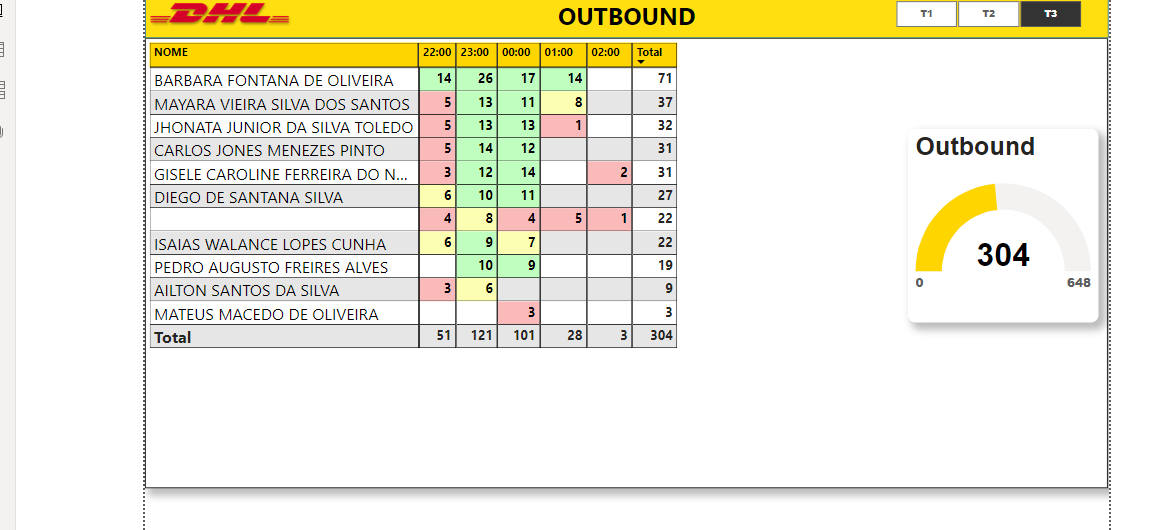 DHL
OUTBOUND
T1 T2 T3
NOME 22:00 23:00 00:00 01:00 02:00 Total
BARBARA FONTANA DE OLIVEIRA 14 26 17 14 71
MAYARA VIEIRA SILVA DOS SANTOS 5 13 11 8 37
JHONATA JUNIOR DA SILVA TOLEDO 5 13 13 1 32
CARLOS JONES MENEZES PINTO 5 14 12 31
GISELE CAROLINE FERREIRA DO N... 3 12 14 2 31
DIEGO DE SANTANA SILVA 6 10 11 27
4 8 4 5 1 22
ISAIAS WALANCE LOPES CUNHA 6 9 7 22
PEDRO AUGUSTO FREIRES ALVES 10 9 19
AILTON SANTOS DA SILVA 3 6 9
MATEUS MACEDO DE OLIVEIRA 3 3
Total 51 121 101 28 3 304
Outbound
304
0 648